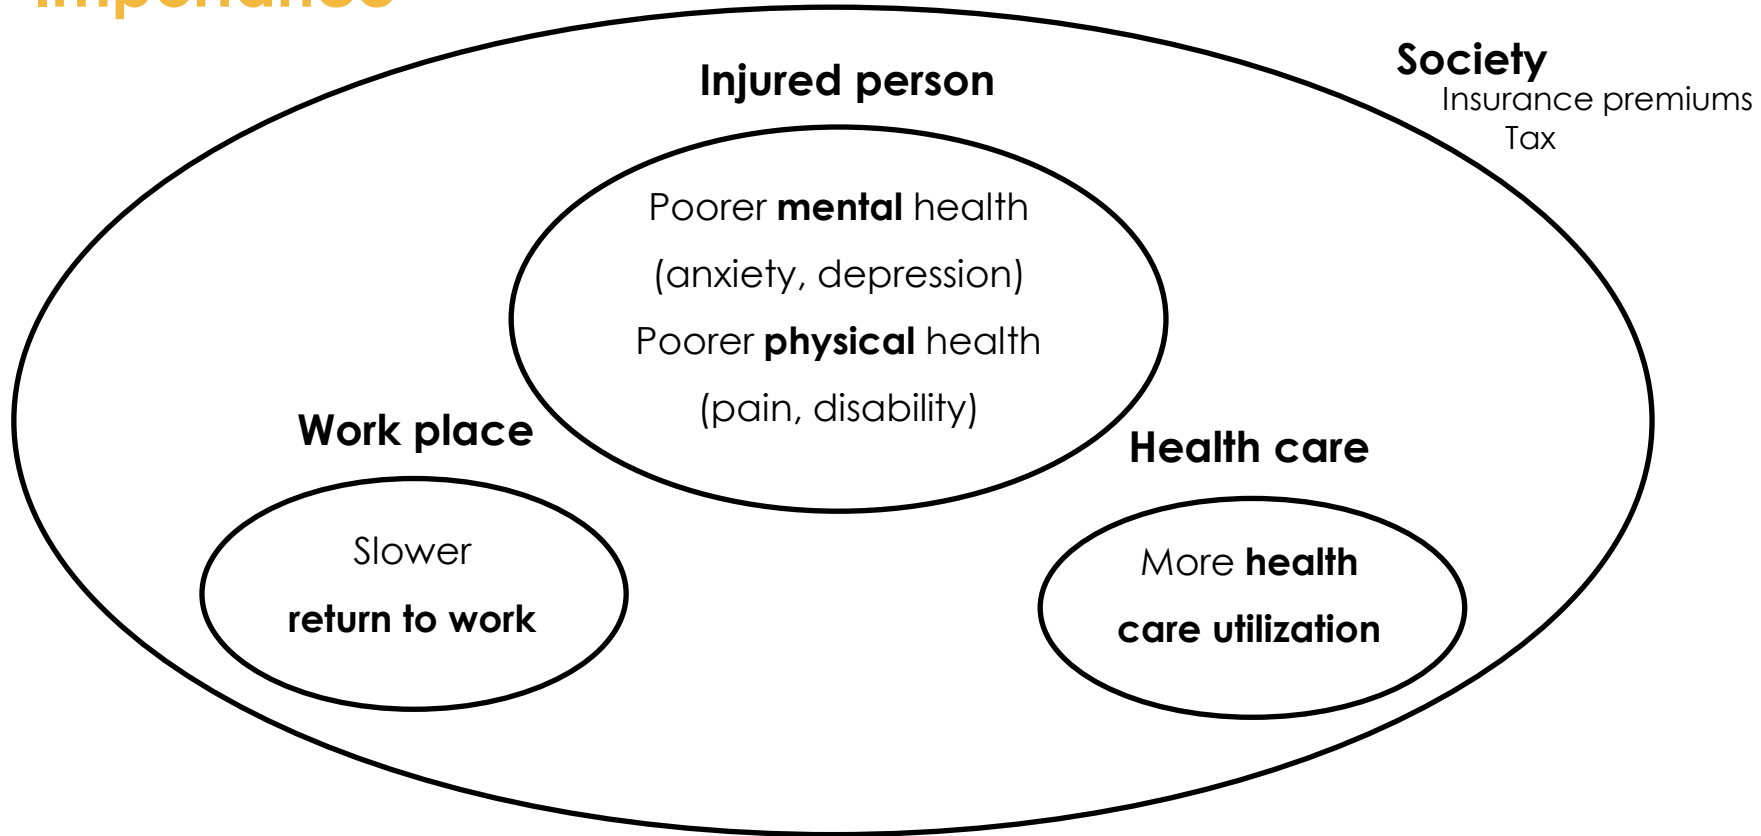 Importance
Society
Insurance premiums
Tax
Injured person
Poorer mental health
(anxiety, depression)
Poorer physical health
(pain, disability)
Work place
Slower
return to work
Health care
More health
care utilization